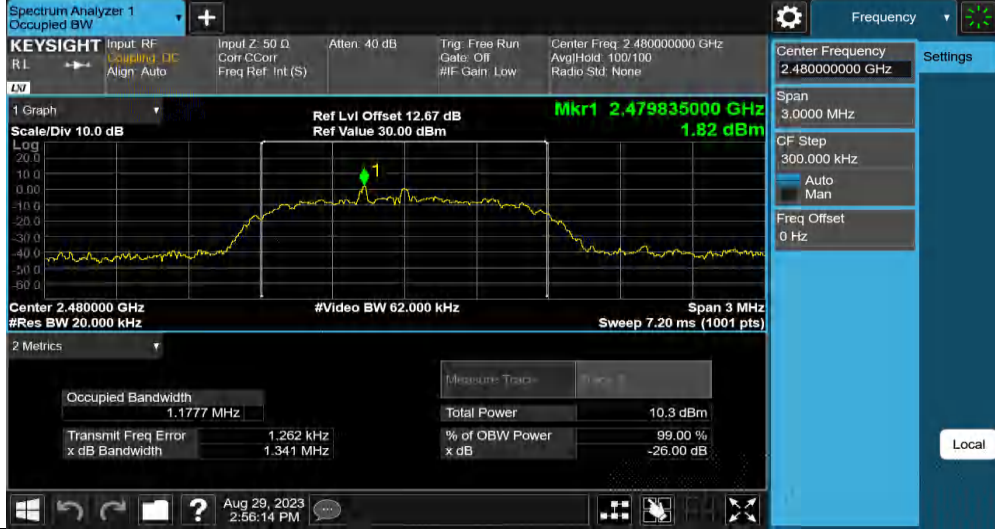 Spectrum Analyzer 1
Occupied BW
+
Frequency
KEYSIGHT
RL
LXI
Input: RF
Coupling: DC
Align: Auto
Input Z: 50 Ω
Corr CCorr
Freq Ref: Int (S)
Atten: 40 dB
Trig: Free Run
Gate: Off
#IF Gain: Low
Center Freq: 2.480000000 GHz
Avg|Hold: 100/100
Radio Std: None
Center Frequency
2.480000000 GHz
Settings
Span
3.0000 MHz
CF Step
300.000 kHz
Auto
Man
Freq Offset
0 Hz
Local
1 Graph
Scale/Div 10.0 dB
Ref Lvl Offset 12.67 dB
Ref Value 30.00 dBm
Mkr1 2.479835000 GHz
1.82 dBm
Log
20.0
10.0
0.00
-10.0
-20.0
-30.0
-40.0
-50.0
-60.0
1
Center 2.480000 GHz
#Res BW 20.000 kHz
#Video BW 62.000 kHz
Span 3 MHz
Sweep 7.20 ms (1001 pts)
2 Metrics
Measure Trace
Trace 1
Occupied Bandwidth
1.1777 MHz
Total Power
10.3 dBm
Transmit Freq Error
1.262 kHz
% of OBW Power
99.00 %
x dB Bandwidth
1.341 MHz
x dB
-26.00 dB
?
Aug 29, 2023
2:56:14 PM